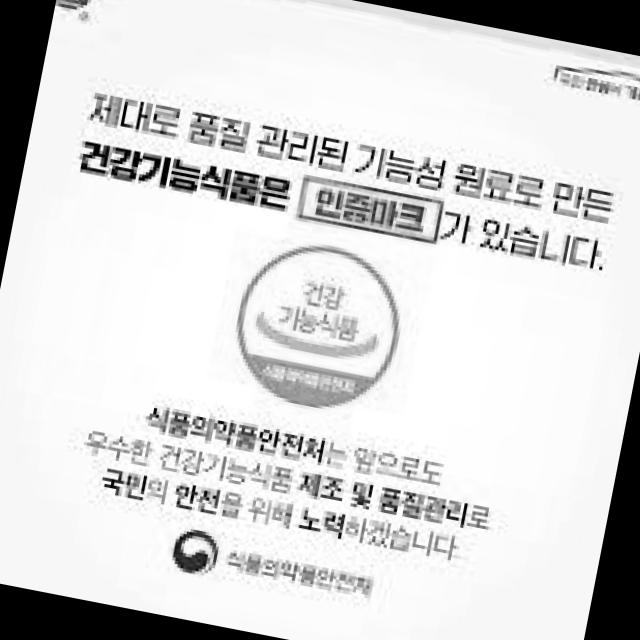 제대로 품질 관리된 기능성 원료로 만든
건강기능식품은 인증마크가 있습니다.
건강
기능식품
식품의약품안전처
식품의약품안전처는 앞으로도
우수한 건강기능식품 제조 및 품질관리로
국민의 안전을 위해 노력하겠습니다
식품의약품안전처